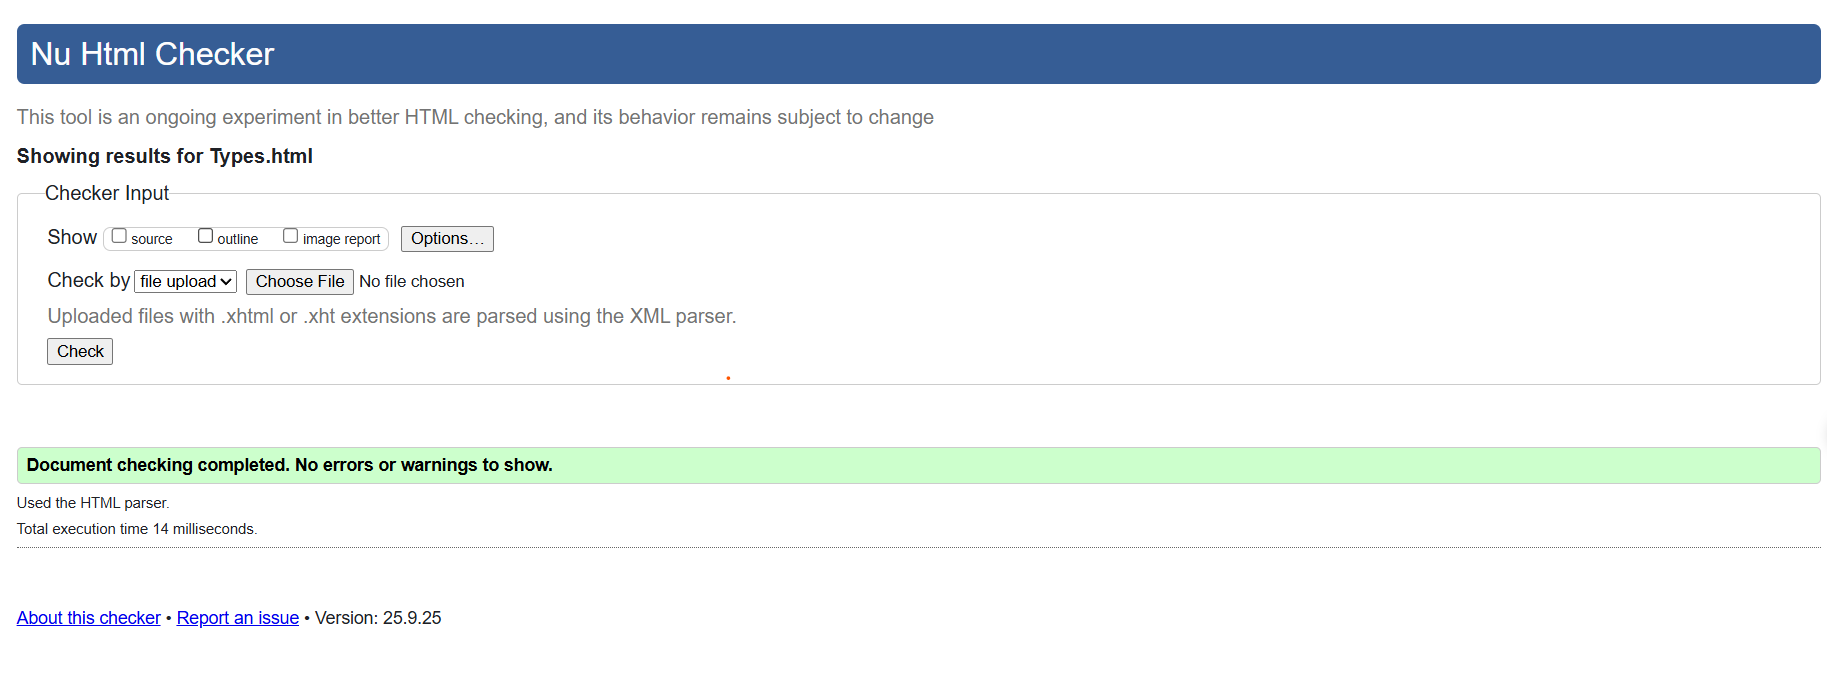 Nu Html Checker
This tool is an ongoing experiment in better HTML checking, and its behavior remains subject to change
Showing results for Types.html
Checker Input
Show source outline image report Options...
Check by file upload Choose File No file chosen
Uploaded files with .xhtml or .xht extensions are parsed using the XML parser.
Check
Document checking completed. No errors or warnings to show.
Used the HTML parser.
Total execution time 14 milliseconds.
About this checker • Report an issue • Version: 25.9.25